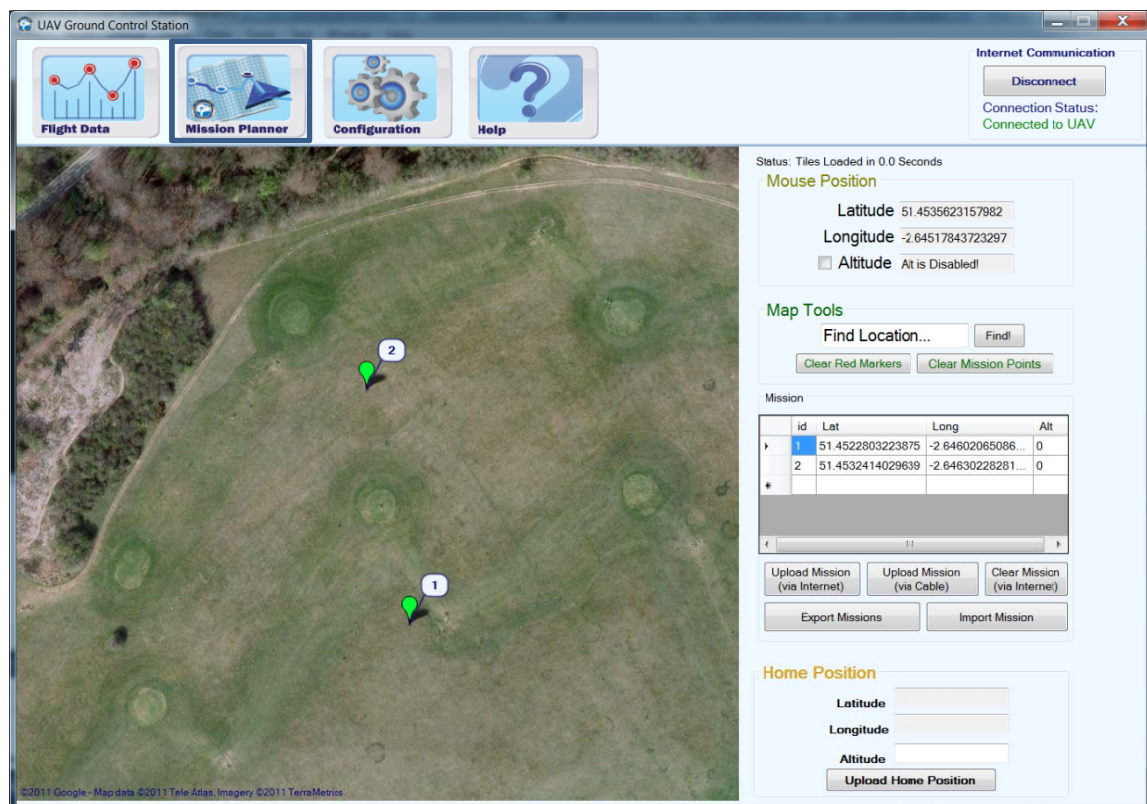 UAV Ground Control Station
Flight Data
Mission Planner
Configuration
Help
Internet Communication
Disconnect
Connection Status:
Connected to UAV
Status: Tiles Loaded in 0.0 Seconds
Mouse Position
Latitude 51.4535623157982
Longitude -2.64517843723297
Altitude Alt is Disabled!
Map Tools
Find Location... Find!
Clear Red Markers Clear Mission Points
Mission
id Lat Long Alt
1 51.4522803223875 -2.64602065086... 0
2 51.4532414029639 -2.64630228281... 0
Upload Mission (via Internet)
Upload Mission (via Cable)
Clear Mission (via Internet)
Export Missions Import Mission
Home Position
Latitude
Longitude
Altitude
Upload Home Position
2
1
©2011 Google - Map data ©2011 Tele Atlas, Imagery ©2011 TerraMetrics